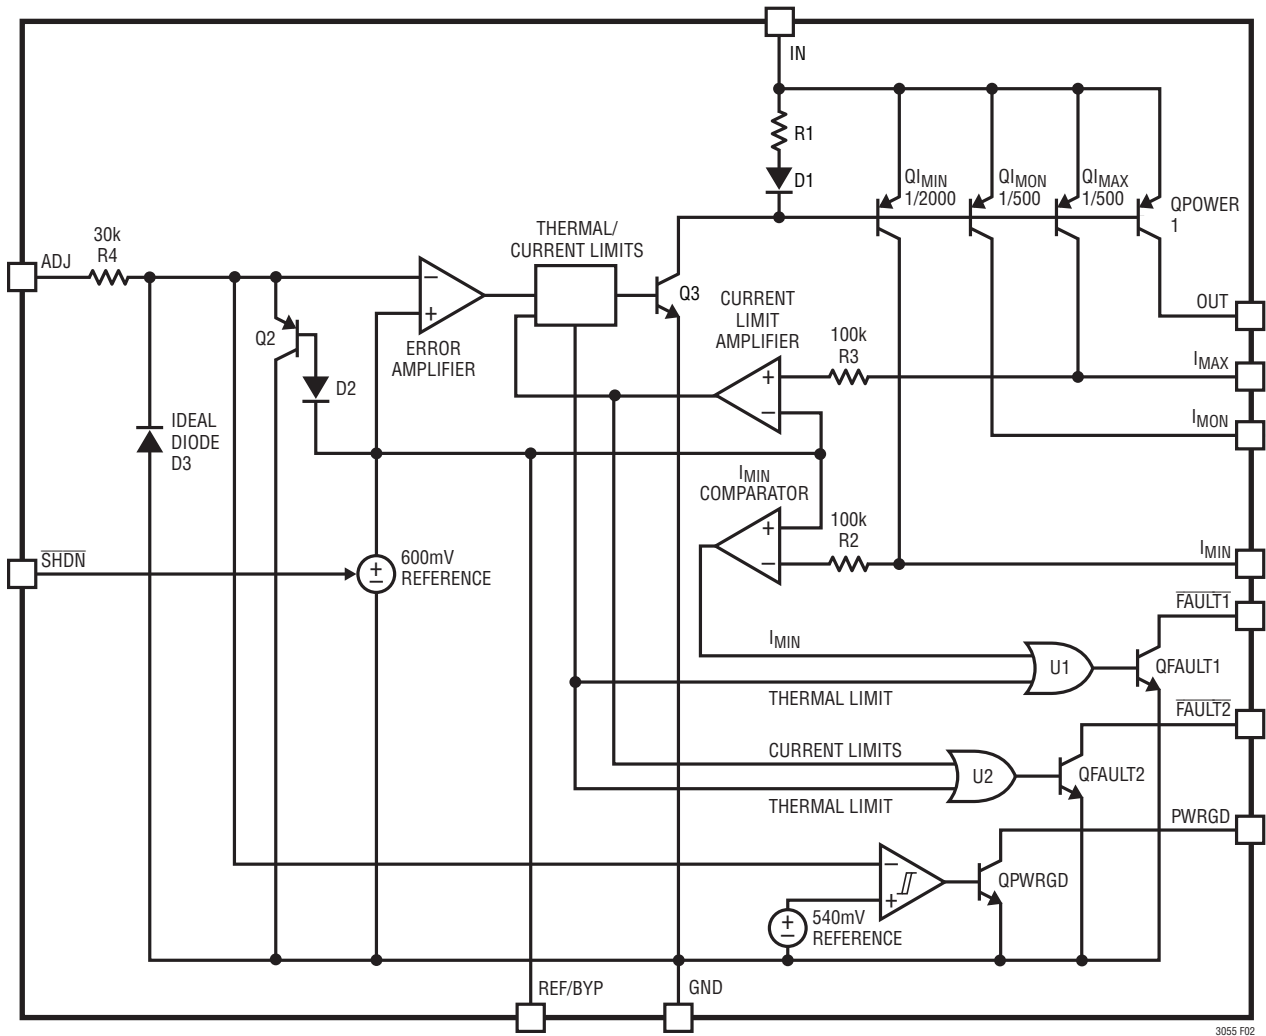 IN
R1
D1
QIMIN
1/2000
QIMON
1/500
QIMAX
1/500
QPOWER
1
30k
R4
ADJ
THERMAL/
CURRENT LIMITS
–
+
ERROR
AMPLIFIER
Q3
CURRENT
LIMIT
AMPLIFIER
+
–
100k
R3
OUT
IMAX
IMON
Q2
D2
IDEAL
DIODE
D3
IMIN
COMPARATOR
+
–
100k
R2
IMIN
SHDN
+
–
600mV
REFERENCE
FAULT1
IMIN
U1
QFAULT1
THERMAL LIMIT
FAULT2
CURRENT LIMITS
U2
QFAULT2
THERMAL LIMIT
PWRGD
–
+
QPWRGD
+
–
540mV
REFERENCE
REF/BYP
GND
3055 F02